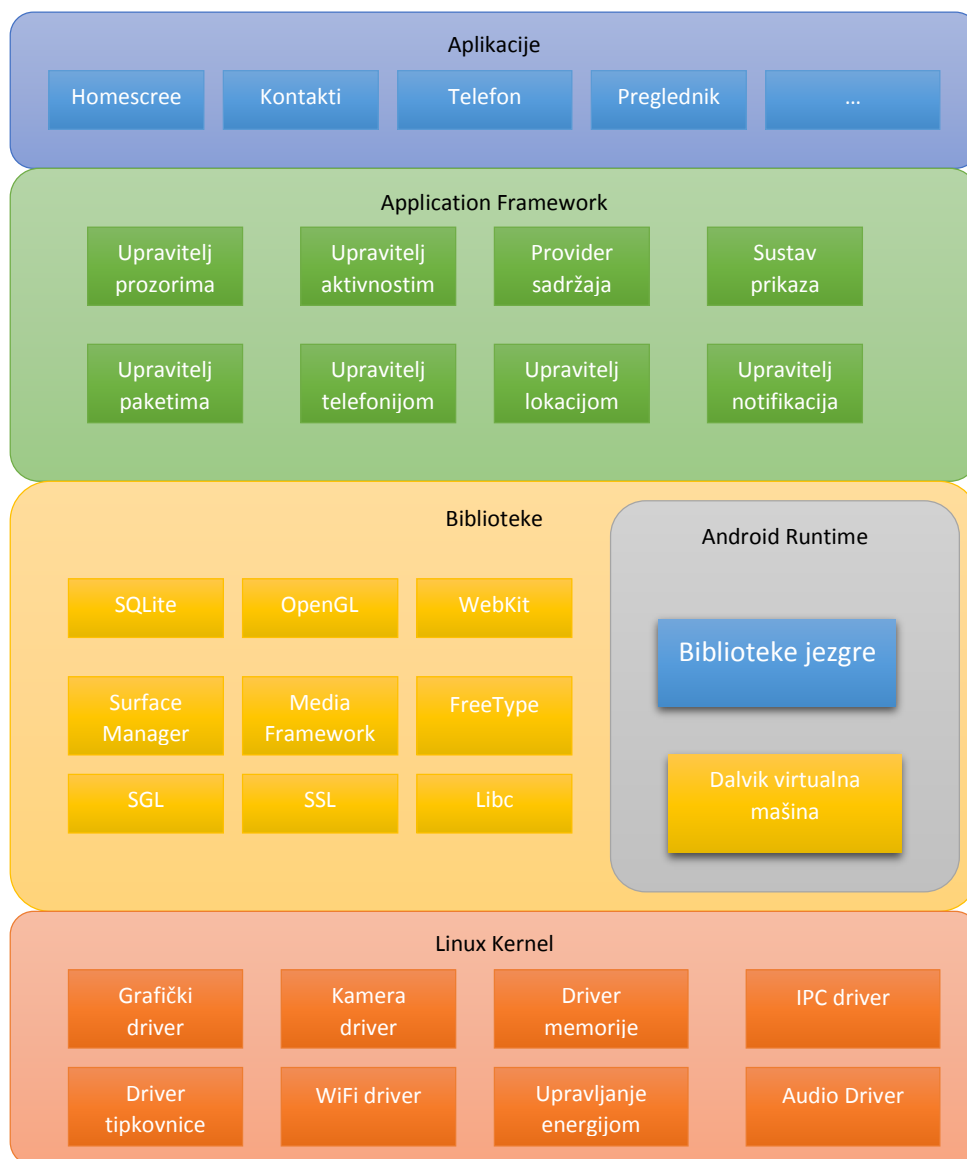 Aplikacije
Homescree
Kontakti
Telefon
Preglednik
...
Application Framework
Upravitelj
prozorima
Upravitelj
aktivnostim
Provider
sadržaja
Sustav
prikaza
Upravitelj
paketima
Upravitelj
telefonijom
Upravitelj
lokacijom
Upravitelj
notifikacija
Biblioteke
SQLite
OpenGL
WebKit
Surface
Manager
Media
Framework
FreeType
SGL
SSL
Libc
Android Runtime
Biblioteke jezgre
Dalvik virtualna
mašina
Linux Kernel
Grafički
driver
Kamera
driver
Driver
memorije
IPC driver
Driver
tipkovnice
WiFi driver
Upravljanje
energijom
Audio Driver